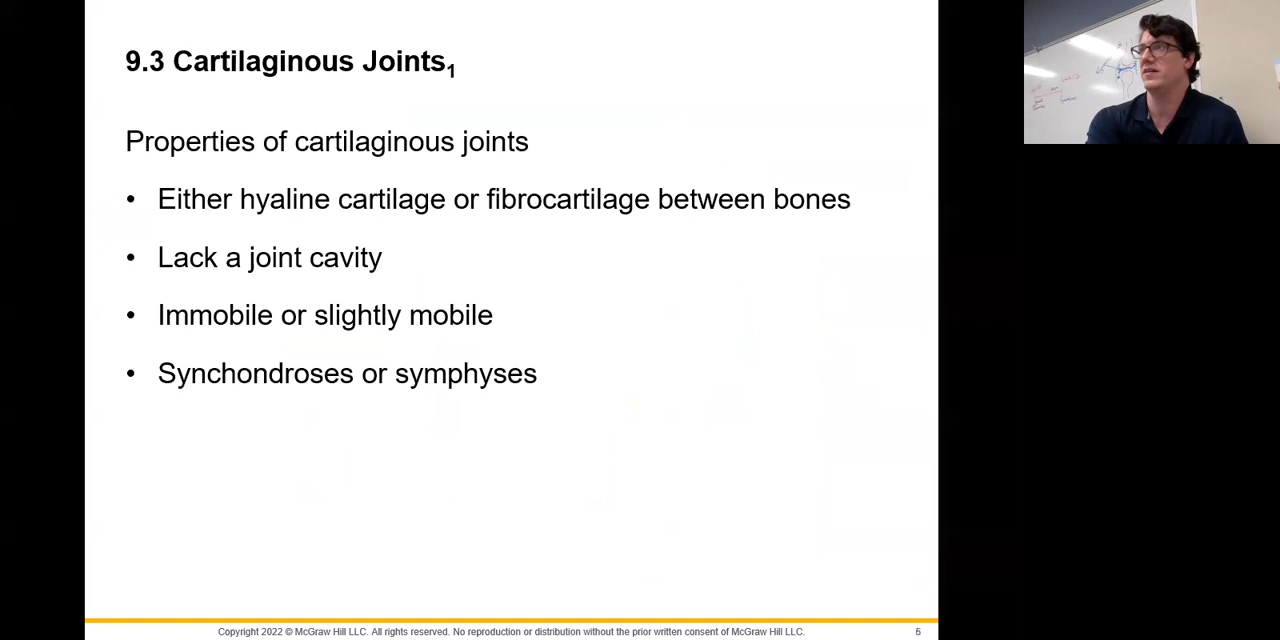 9.3 Cartilaginous Joints1
Properties of cartilaginous joints
• Either hyaline cartilage or fibrocartilage between bones
• Lack a joint cavity
• Immobile or slightly mobile
• Synchondroses or symphyses
Copyright 2022 © McGraw Hill LLC. All rights reserved. No reproduction or distribution without the prior written consent of McGraw Hill LLC.
6